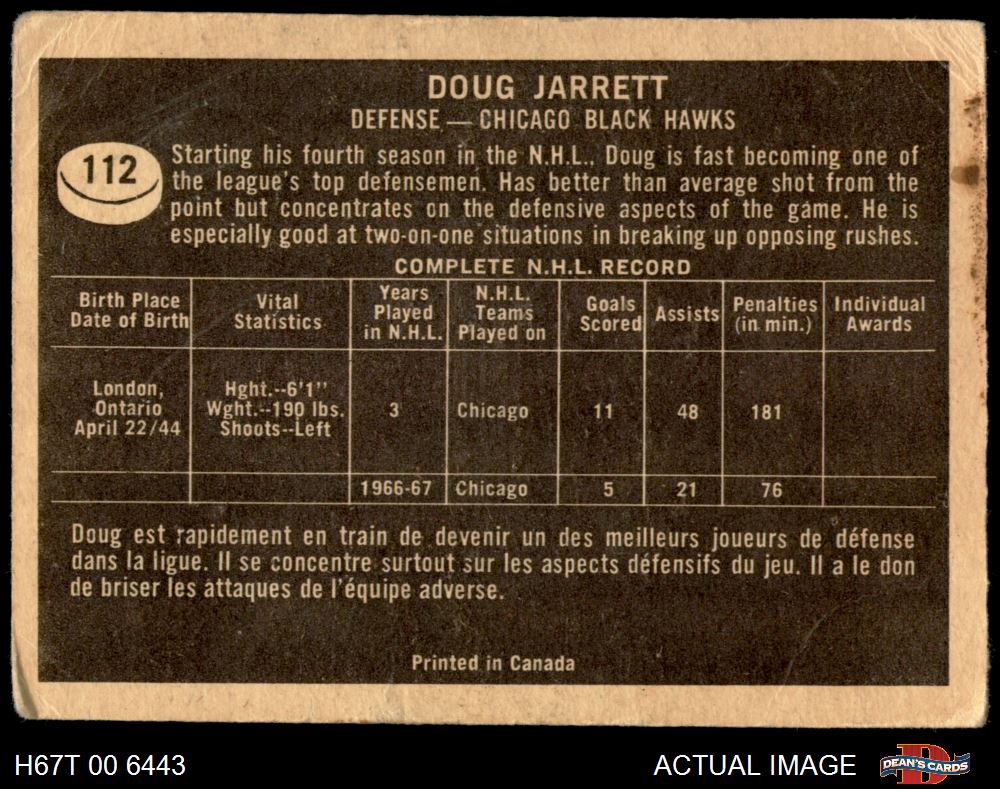 DOUG JARRETT
DEFENSE — CHICAGO BLACK HAWKS
112
Starting his fourth season in the N.H.L., Doug is fast becoming one of
the league's top defensemen. Has better than average shot from the
point but concentrates on the defensive aspects of the game. He is
especially good at two-on-one situations in breaking up opposing rushes.
COMPLETE N.H.L. RECORD
Birth Place
Date of Birth
Vital
Statistics
Years
Played
in N.H.L.
N.H.L.
Teams
Played on
Goals
Scored
Assists
Penalties
(in min.)
Individual
Awards
London,
Ontario
April 22/44
Hght.--6'1"
Wght.--190 lbs.
Shoots--Left
3
Chicago
11
48
181
1966-67
Chicago
5
21
76
Doug est rapidement en train de devenir un des meilleurs joueurs de défense
dans la ligue. Il se concentre surtout sur les aspects défensifs du jeu. Il a le don
de briser les attaques de l'équipe adverse.
Printed in Canada
H67T 00 6443
ACTUAL IMAGE
D
DEAN'S CARDS